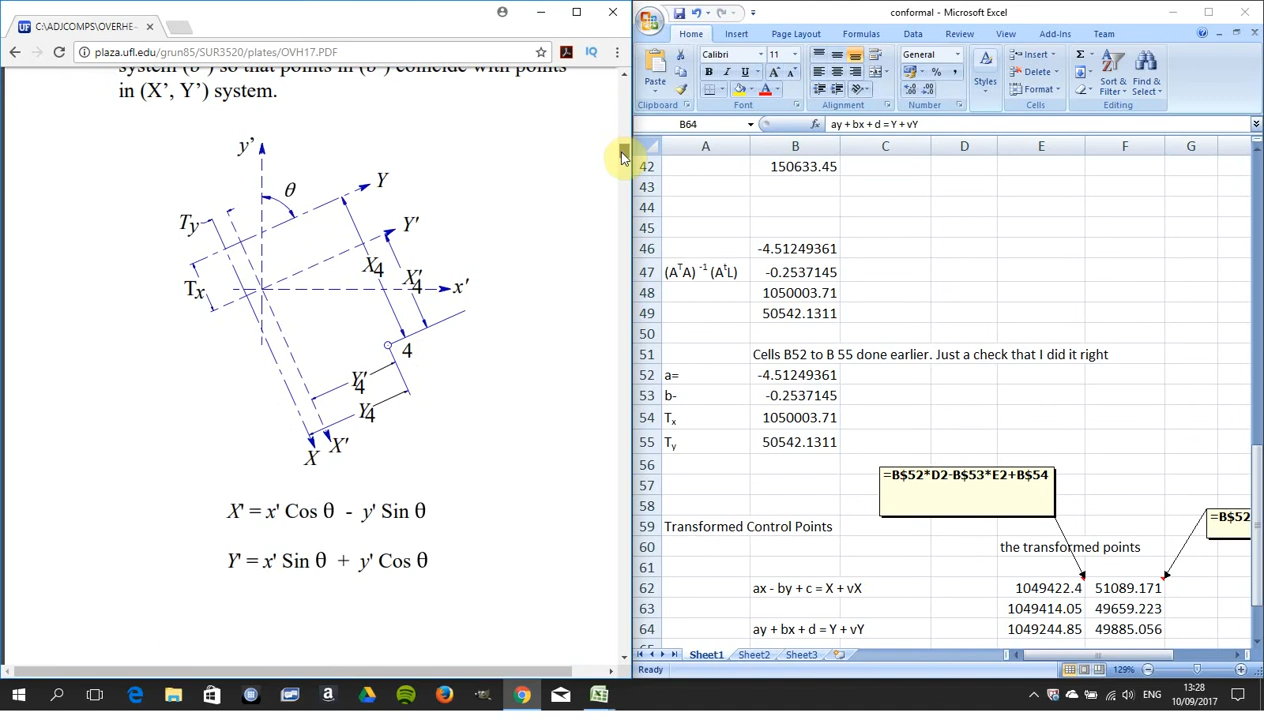 C:\ADJCOMPS\OVERHE-
plaza.ufl.edu/grun85/SUR3520/plates/OVH17.PDF
in (X', Y') system.
y'
θ
Y
Ty
Y'
X4
X'4
Tx
x'
4
Y'4
Y4
X
X'
X' = x' Cos θ - y' Sin θ
Y' = x' Sin θ + y' Cos θ
conformal - Microsoft Excel
Home Insert Page Layout Formulas Data Review View Add-Ins Team
Calibri 11 General
Paste
B I U
Styles
Insert
Delete
Format
Sort & Filter
Find & Select
Clipboard Font Alignment Number Cells Editing
B64 fx ay + bx + d = Y + vY
A B C D E F G
42 150633.45
43
44
45
46 -4.51249361
47 (AᵀA) ⁻¹ (AᵗL) -0.2537145
48 1050003.71
49 50542.1311
50
51 Cells B52 to B 55 done earlier. Just a check that I did it right
52 a= -4.51249361
53 b- -0.2537145
54 Tx 1050003.71
55 Ty 50542.1311
56
=B$52*D2-B$53*E2+B$54
57
58
=B$52
59 Transformed Control Points
60 the transformed points
61
62 ax - by + c = X + vX 1049422.4 51089.171
63 1049414.05 49659.223
64 ay + bx + d = Y + vY 1049244.85 49885.056
Sheet1 Sheet2 Sheet3
Ready 129%
ENG
13:28
10/09/2017